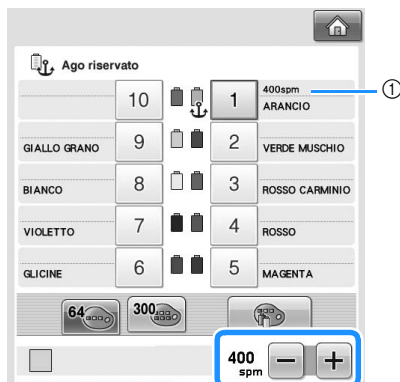 Ago riservato
10 1 400spm ①
ARANCIO
GIALLO GRANO 9 2 VERDE MUSCHIO
BIANCO 8 3 ROSSO CARMINIO
VIOLETTO 7 4 ROSSO
GLICINE 6 5 MAGENTA
64 300
400
spm − +